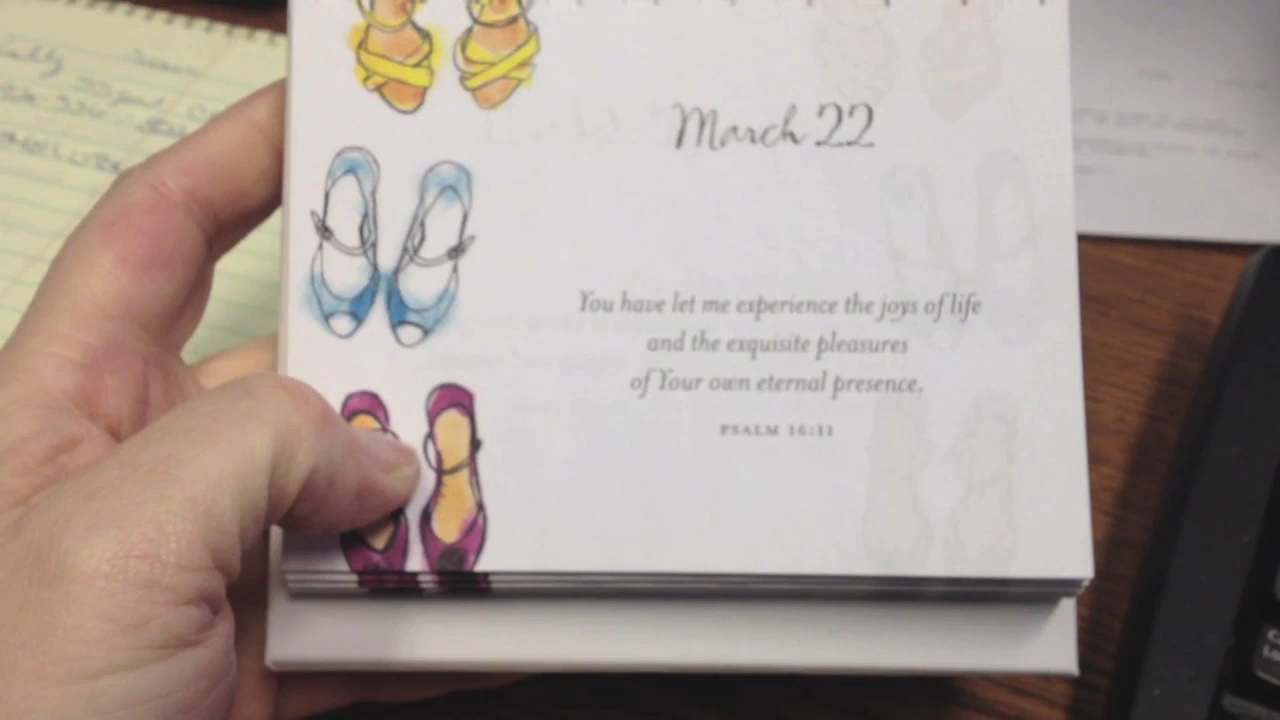 March 22
You have let me experience the joys of life
and the exquisite pleasures
of Your own eternal presence.
PSALM 16:11